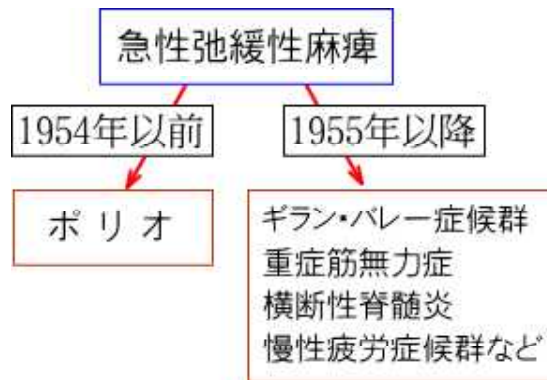 急性弛緩性麻痺
1954年以前
1955年以降
ポリオ
ギラン・バレー症候群
重症筋無力症
横断性脊髄炎
慢性疲労症候群など